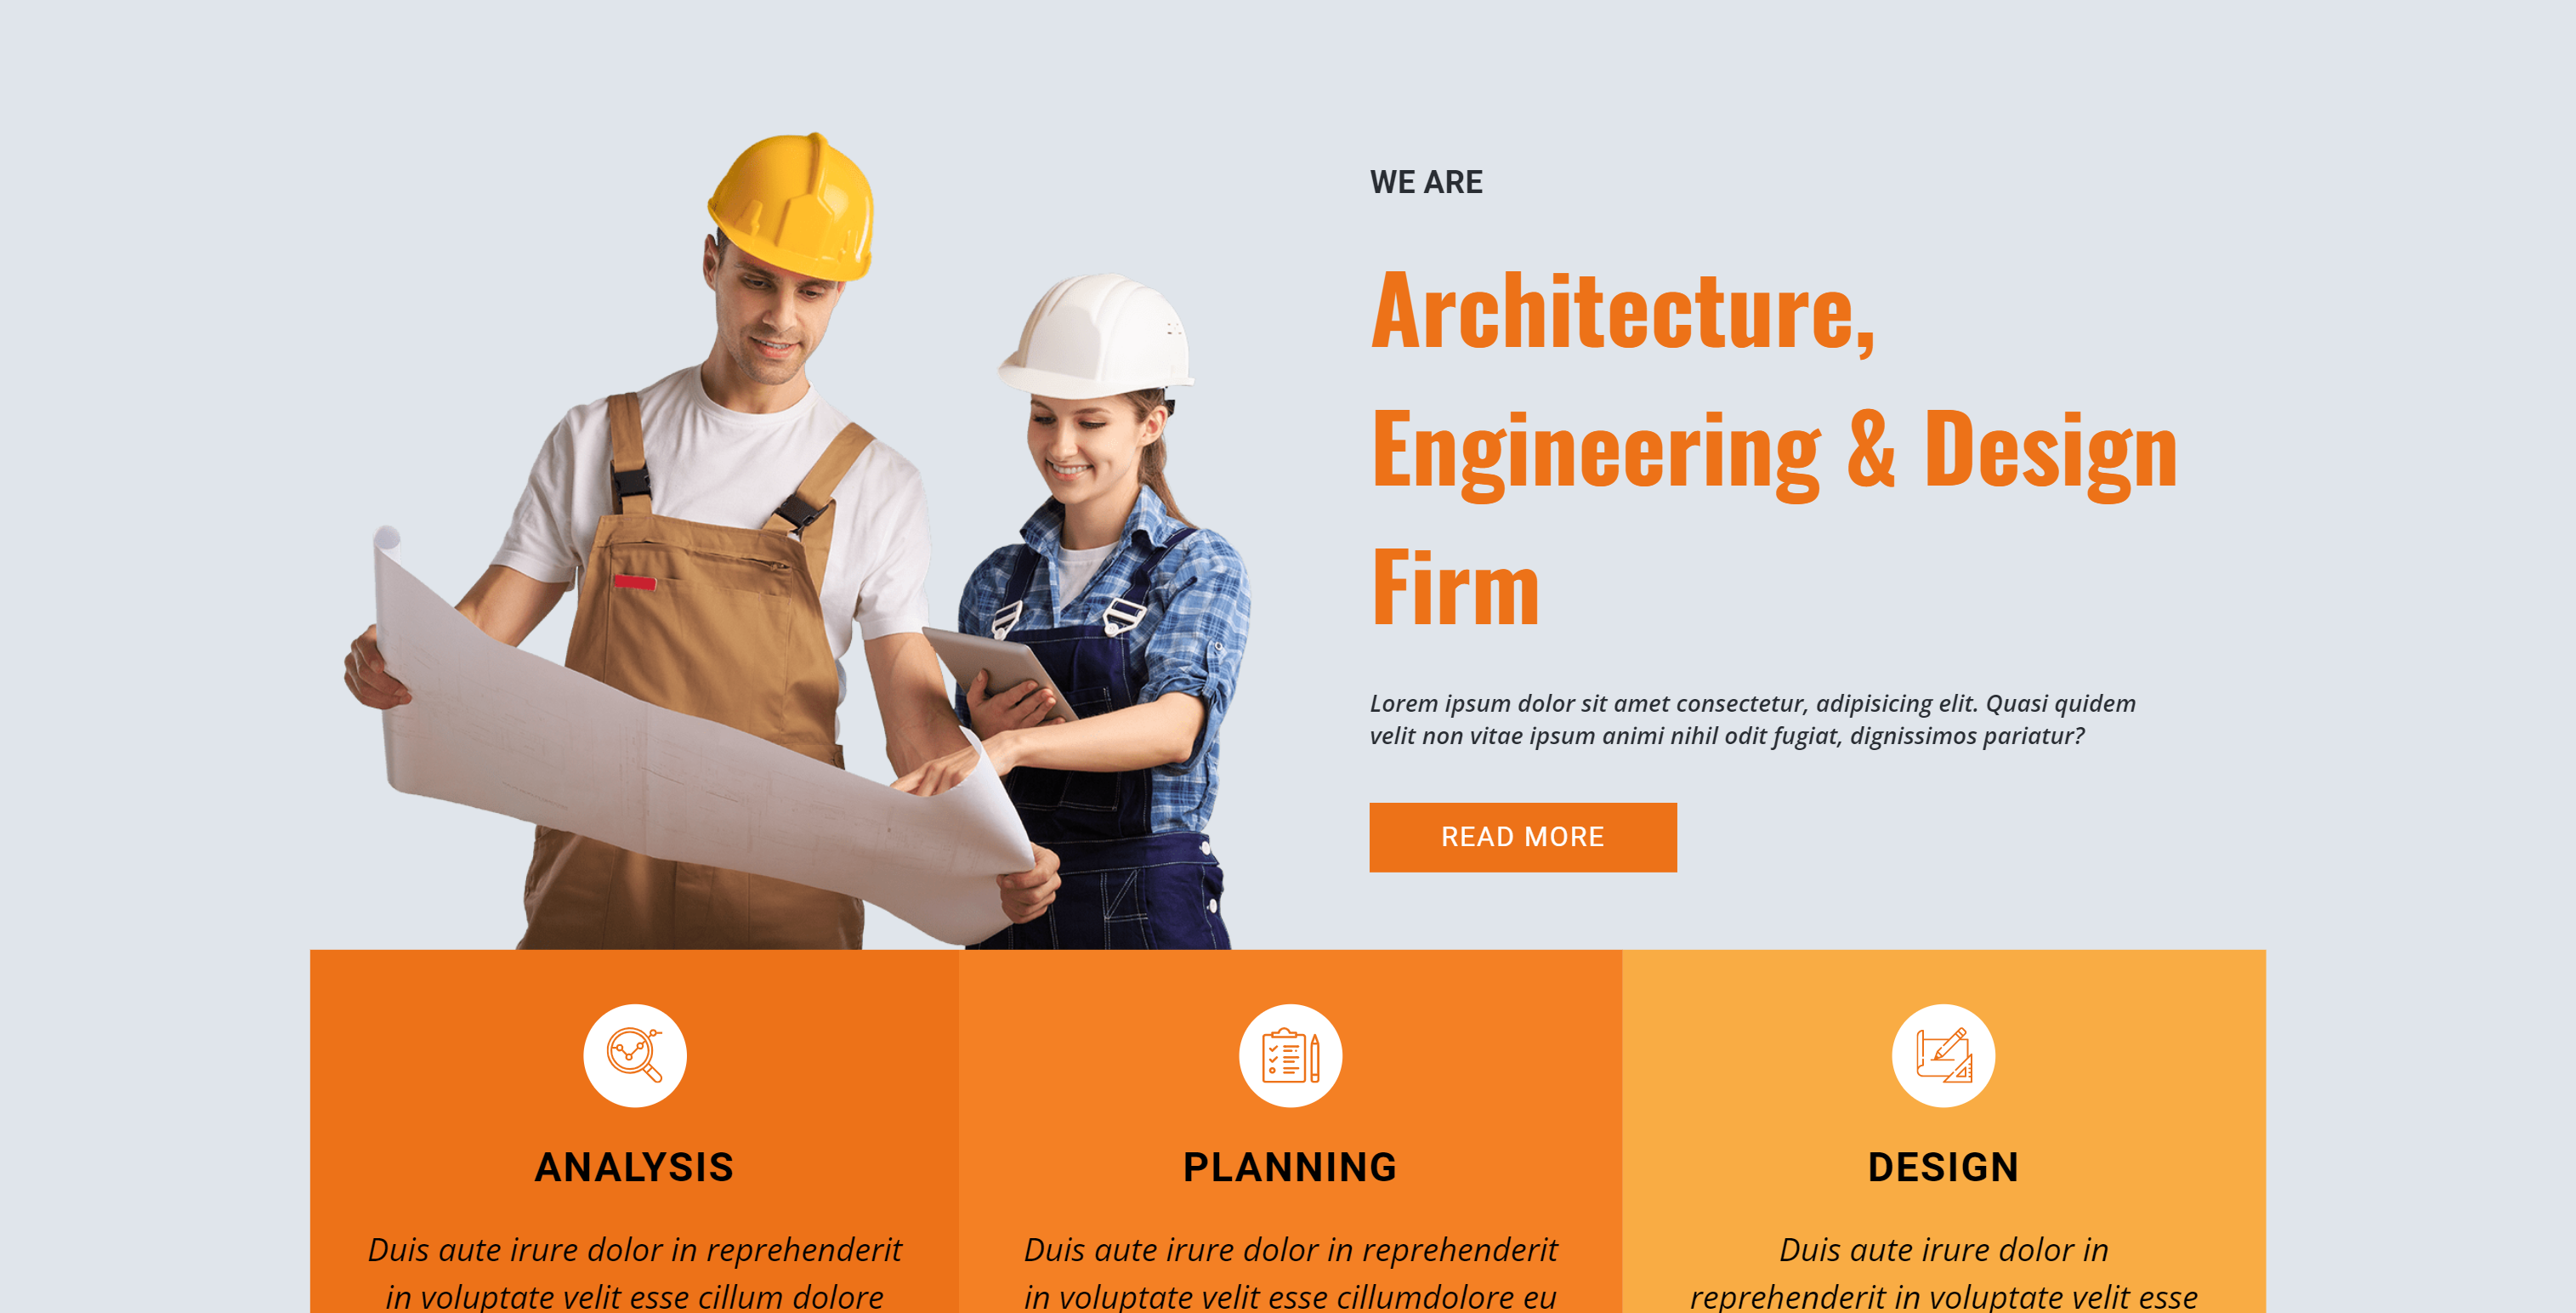 WE ARE
Architecture,
Engineering & Design
Firm
Lorem ipsum dolor sit amet consectetur, adipisicing elit. Quasi quidem
velit non vitae ipsum animi nihil odit fugiat, dignissimos pariatur?
READ MORE
ANALYSIS
Duis aute irure dolor in reprehenderit
in voluptate velit esse cillum dolore
PLANNING
Duis aute irure dolor in reprehenderit
in voluptate velit esse cillumdolore eu
DESIGN
Duis aute irure dolor in
reprehenderit in voluptate velit esse